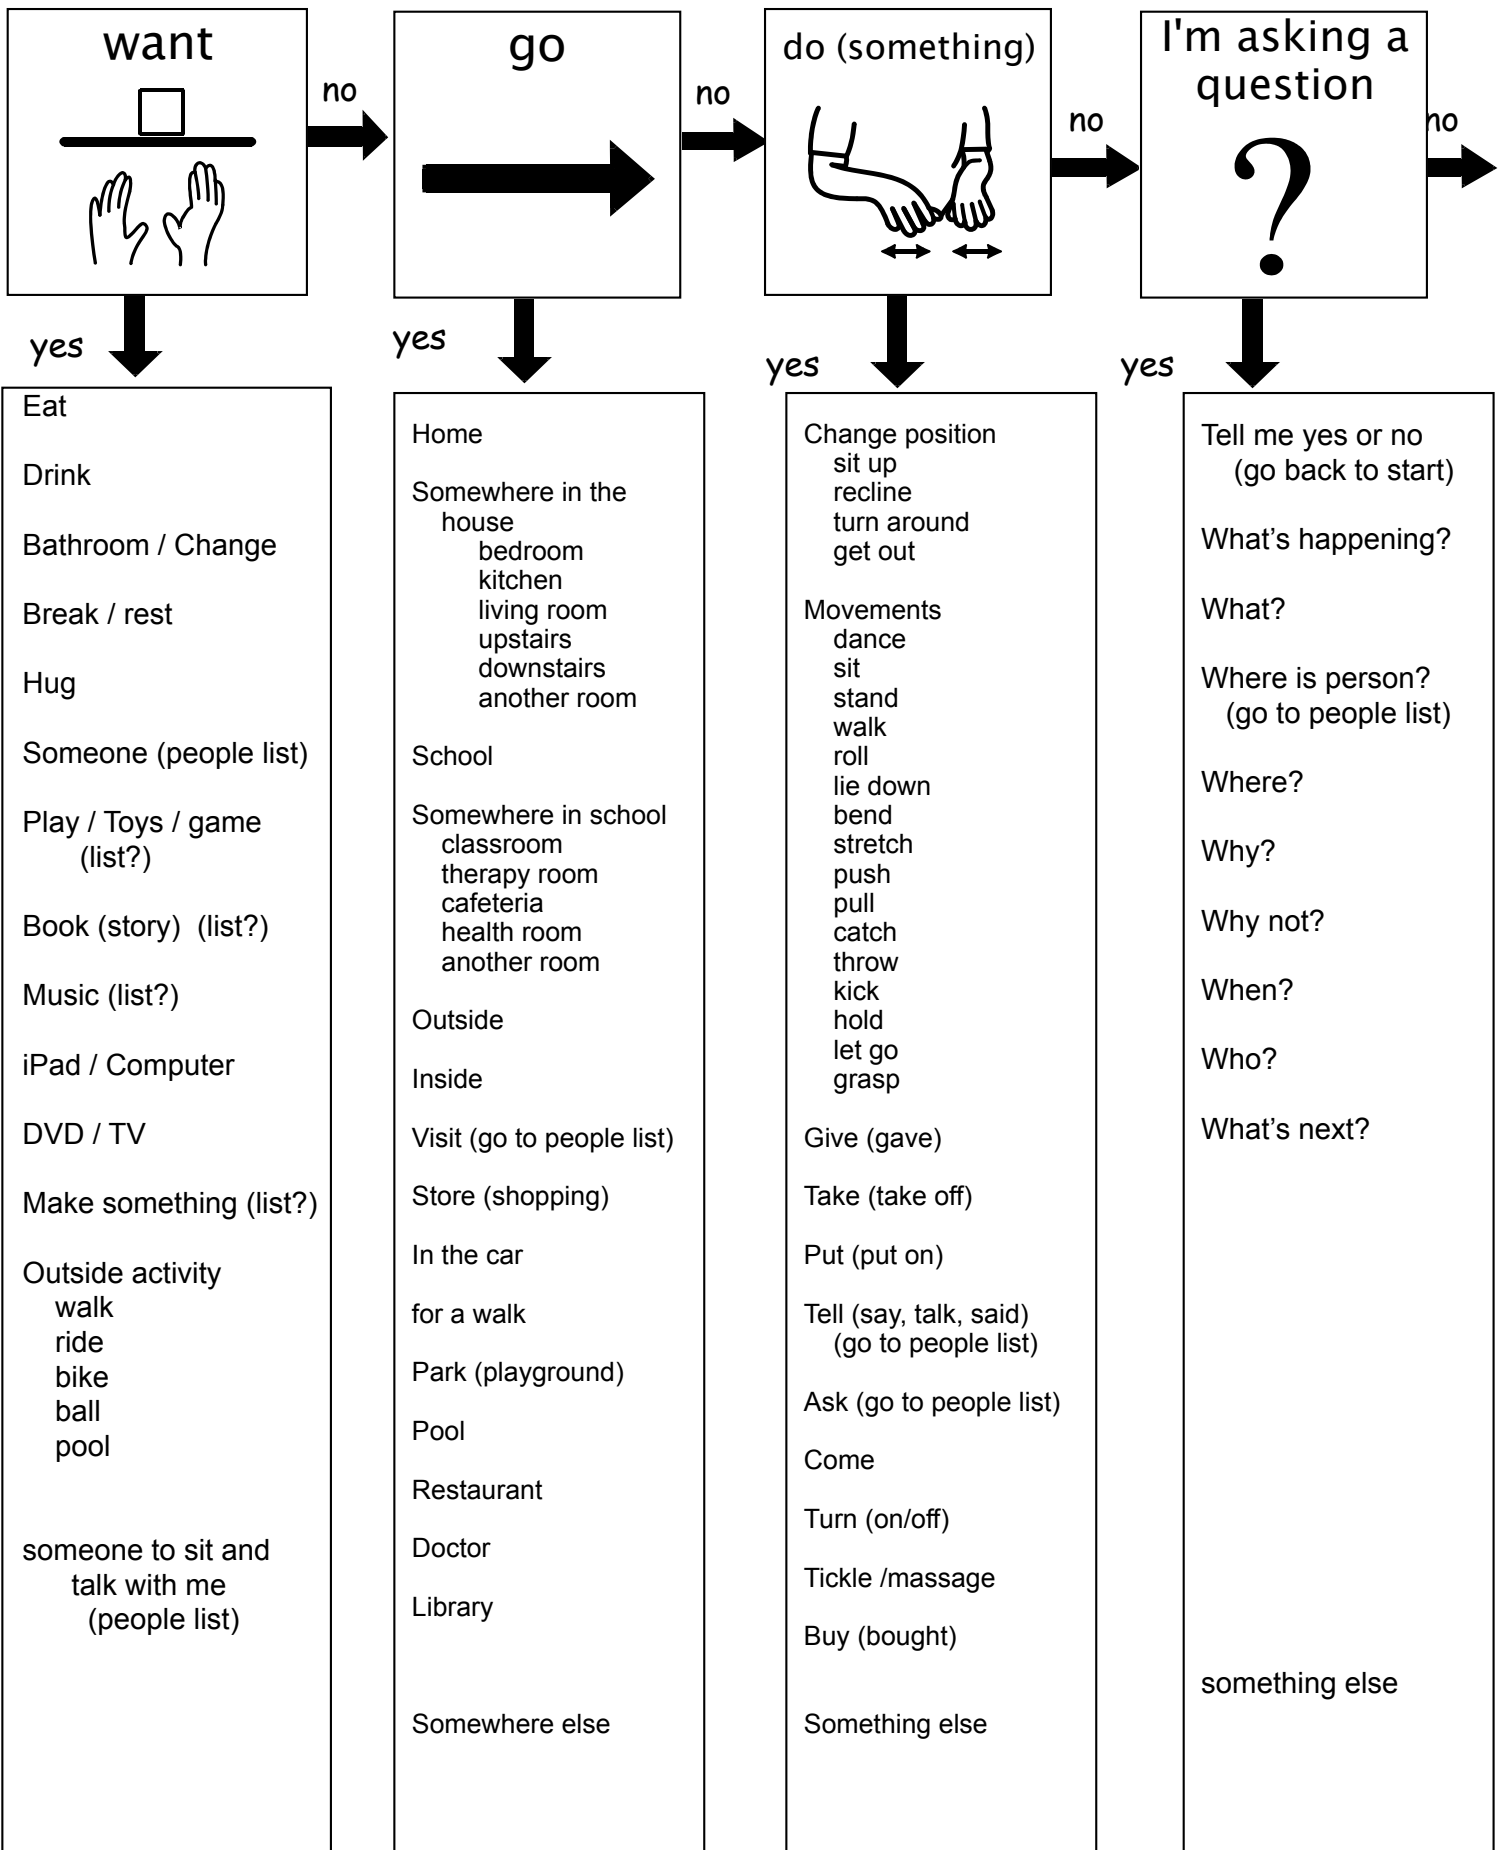 want
no
go
no
do (something)
no
I'm asking a
question
no
?
yes
yes
yes
yes
Eat
Drink
Bathroom / Change
Break / rest
Hug
Someone (people list)
Play / Toys / game
(list?)
Book (story)  (list?)
Music (list?)
iPad / Computer
DVD / TV
Make something (list?)
Outside activity
walk
ride
bike
ball
pool
someone to sit and
talk with me
(people list)
Home
Somewhere in the
house
bedroom
kitchen
living room
upstairs
downstairs
another room
School
Somewhere in school
classroom
therapy room
cafeteria
health room
another room
Outside
Inside
Visit (go to people list)
Store (shopping)
In the car
for a walk
Park (playground)
Pool
Restaurant
Doctor
Library
Somewhere else
Change position
sit up
recline
turn around
get out
Movements
dance
sit
stand
walk
roll
lie down
bend
stretch
push
pull
catch
throw
kick
hold
let go
grasp
Give (gave)
Take (take off)
Put (put on)
Tell (say, talk, said)
(go to people list)
Ask (go to people list)
Come
Turn (on/off)
Tickle /massage
Buy (bought)
Something else
Tell me yes or no
(go back to start)
What’s happening?
What?
Where is person?
(go to people list)
Where?
Why?
Why not?
When?
Who?
What’s next?
something else